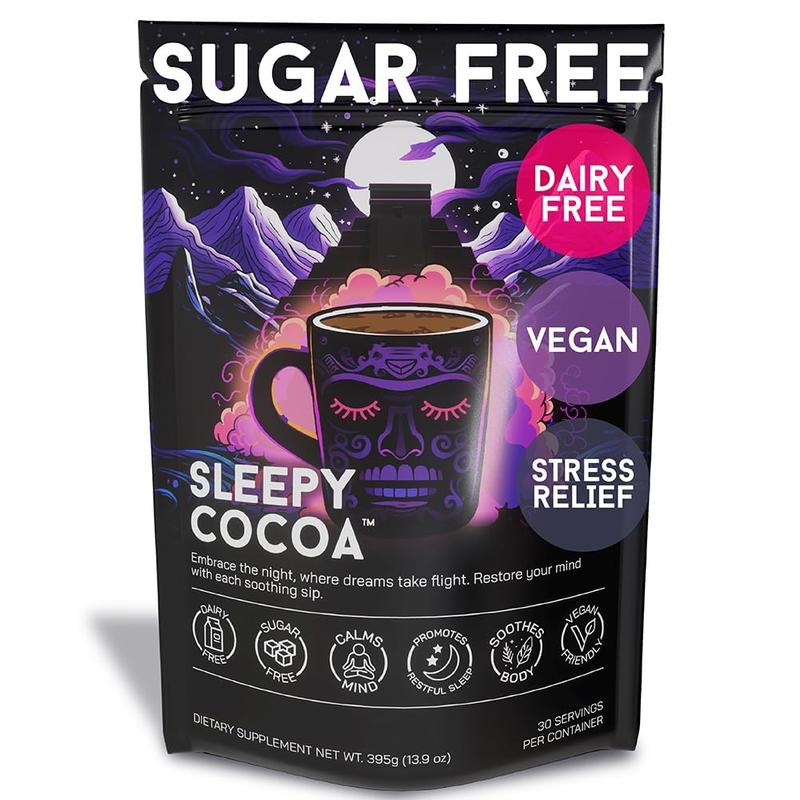 SUGAR FREE
DAIRY
FREE
VEGAN
STRESS
RELIEF
SLEEPY
COCOA™
Embrace the night, where dreams take flight. Restore your mind
with each soothing sip.
DAIRY
FREE
SUGAR
FREE
CALMS
MIND
PROMOTES
RESTFUL SLEEP
SOOTHES
BODY
VEGAN
FRIENDLY
DIETARY SUPPLEMENT NET WT. 395g (13.9 oz)
30 SERVINGS
PER CONTAINER